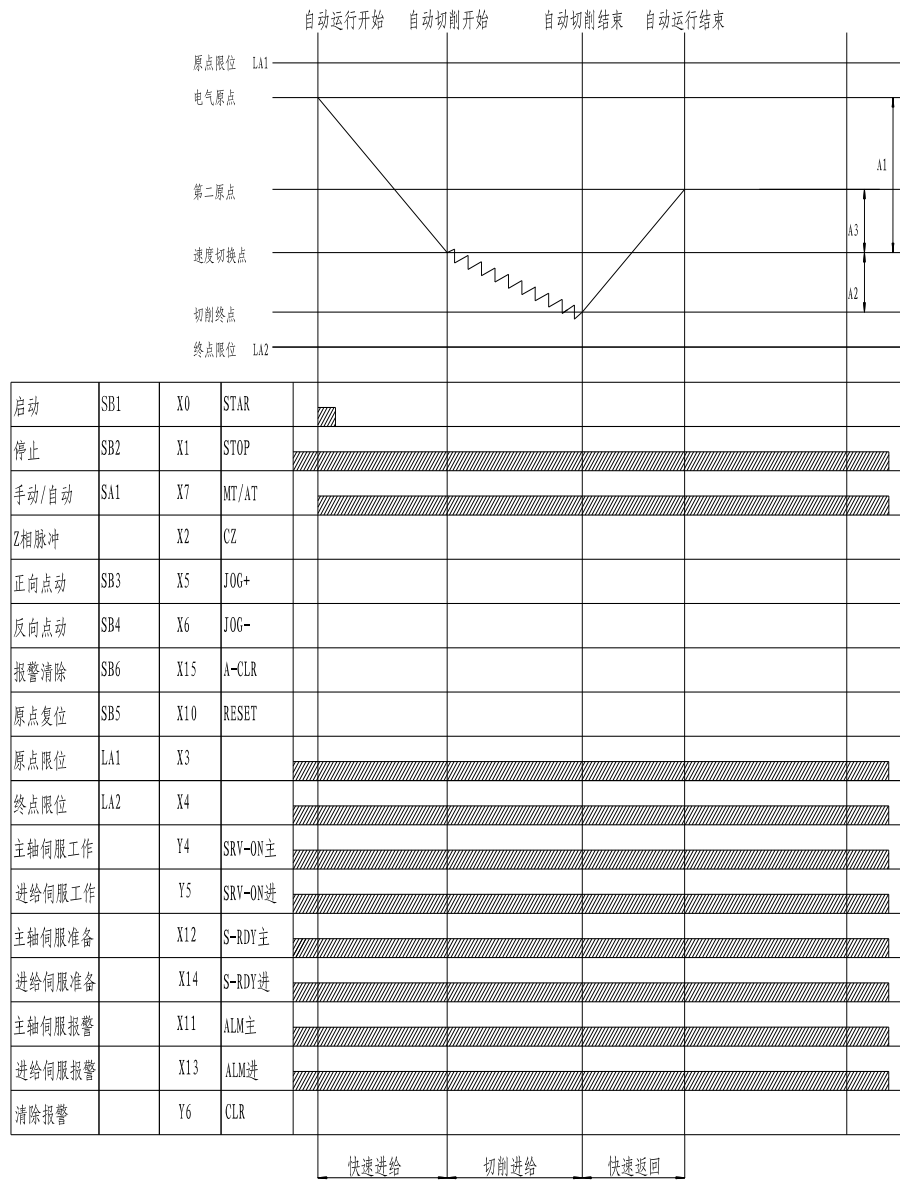 自动运行开始 自动切削开始 自动切削结束 自动运行结束
原点限位 LA1
电气原点
A1
第二原点
A3
速度切换点
A2
切削终点
终点限位 LA2
启动 SB1 X0 STAR
停止 SB2 X1 STOP
手动/自动 SA1 X7 MT/AT
Z相脉冲 X2 CZ
正向点动 SB3 X5 JOG+
反向点动 SB4 X6 JOG-
报警清除 SB6 X15 A-CLR
原点复位 SB5 X10 RESET
原点限位 LA1 X3
终点限位 LA2 X4
主轴伺服工作 Y4 SRV-ON主
进给伺服工作 Y5 SRV-ON进
主轴伺服准备 X12 S-RDY主
进给伺服准备 X14 S-RDY进
主轴伺服报警 X11 ALM主
进给伺服报警 X13 ALM进
清除报警 Y6 CLR
快速进给 切削进给 快速返回